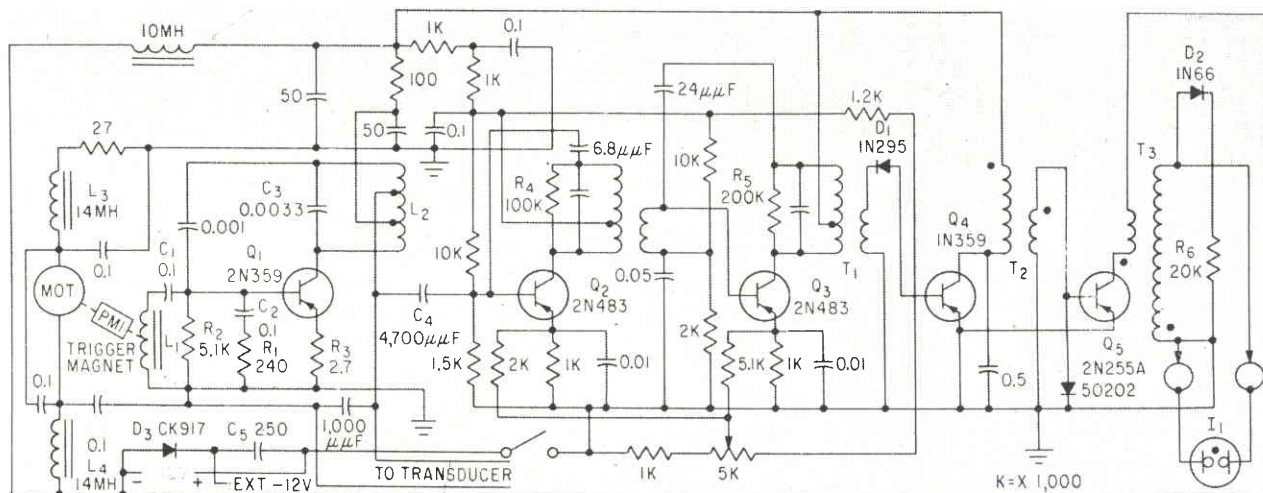 10MH
1K
0.1
50
100
1K
50
0.1
27
L3
14MH
0.1
0.001
C3
0.0033
L2
6.8μμF
R4
100K
24μμF
10K
R5
200K
1.2K
D1
1N295
D2
1N66
T3
MOT
PM1
TRIGGER
MAGNET
L1
C1
0.1
Q1
2N359
C2
0.1
R1
240
R2
5.1K
R3
2.7
10K
C4
4,700μμF
1.5K
2K
1K
0.01
Q2
2N483
0.05
2K
5.1K
1K
0.01
Q3
2N483
T1
Q4
1N359
T2
0.5
Q5
2N255A
50202
R6
20K
I1
0.1
0.1
L4
14MH
D3 CK917
C5 250
1,000
μμF
- + EXT -12V
TO TRANSDUCER
1K
5K
K=X 1,000